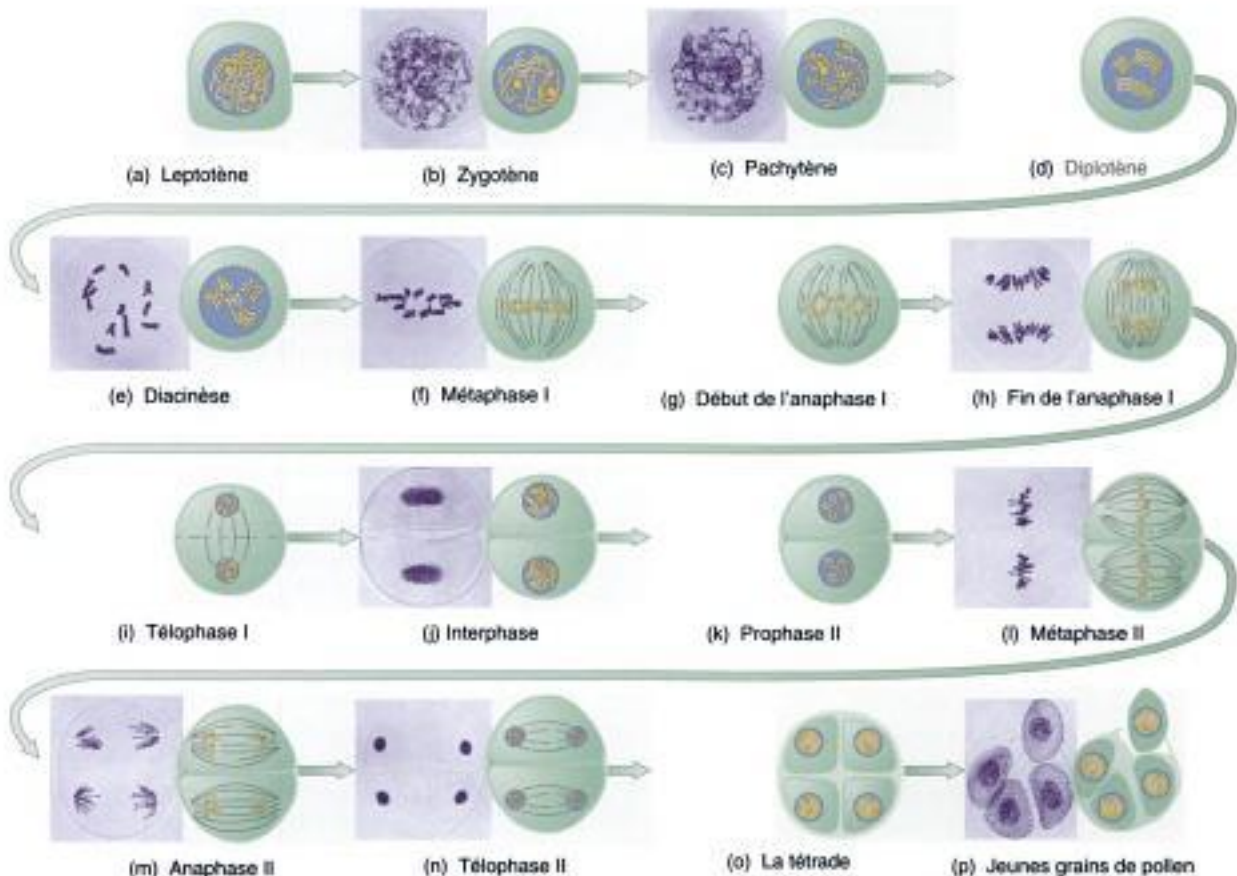 (a) Leptotène
(b) Zygotène
(c) Pachytène
(d) Diplotène
(e) Diacinèse
(f) Métaphase I
(g) Début de l'anaphase I
(h) Fin de l'anaphase I
(i) Télophase I
(j) Interphase
(k) Prophase II
(l) Métaphase II
(m) Anaphase II
(n) Télophase II
(o) La tétrade
(p) Jeunes grains de pollen